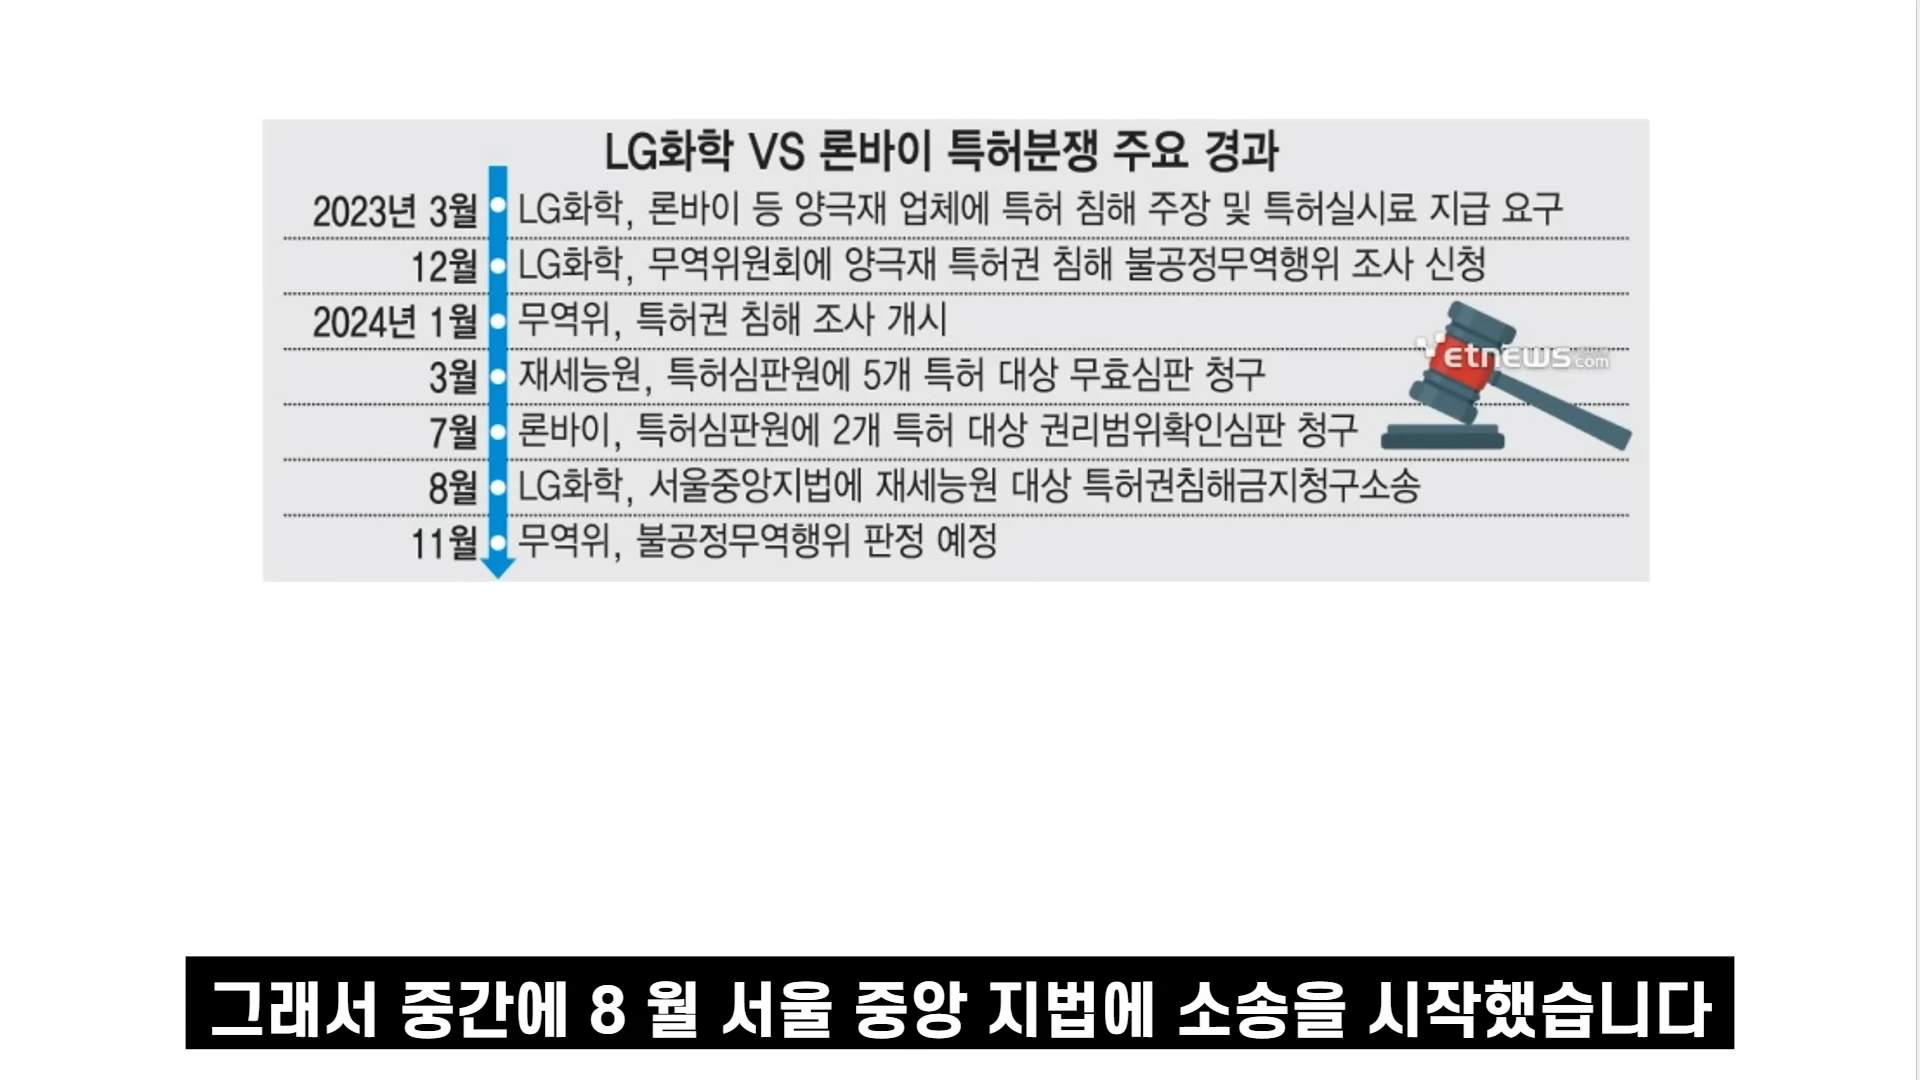 LG화학 VS 론바이 특허분쟁 주요 경과
2023년 3월 LG화학, 론바이 등 양극재 업체에 특허 침해 주장 및 특허실시료 지급 요구
12월 LG화학, 무역위원회에 양극재 특허권 침해 불공정무역행위 조사 신청
2024년 1월 무역위, 특허권 침해 조사 개시
3월 재세능원, 특허심판원에 5개 특허 대상 무효심판 청구
7월 론바이, 특허심판원에 2개 특허 대상 권리범위확인심판 청구
8월 LG화학, 서울중앙지법에 재세능원 대상 특허권침해금지청구소송
11월 무역위, 불공정무역행위 판정 예정
etnews.com
그래서 중간에 8 월 서울 중앙 지법에 소송을 시작했습니다